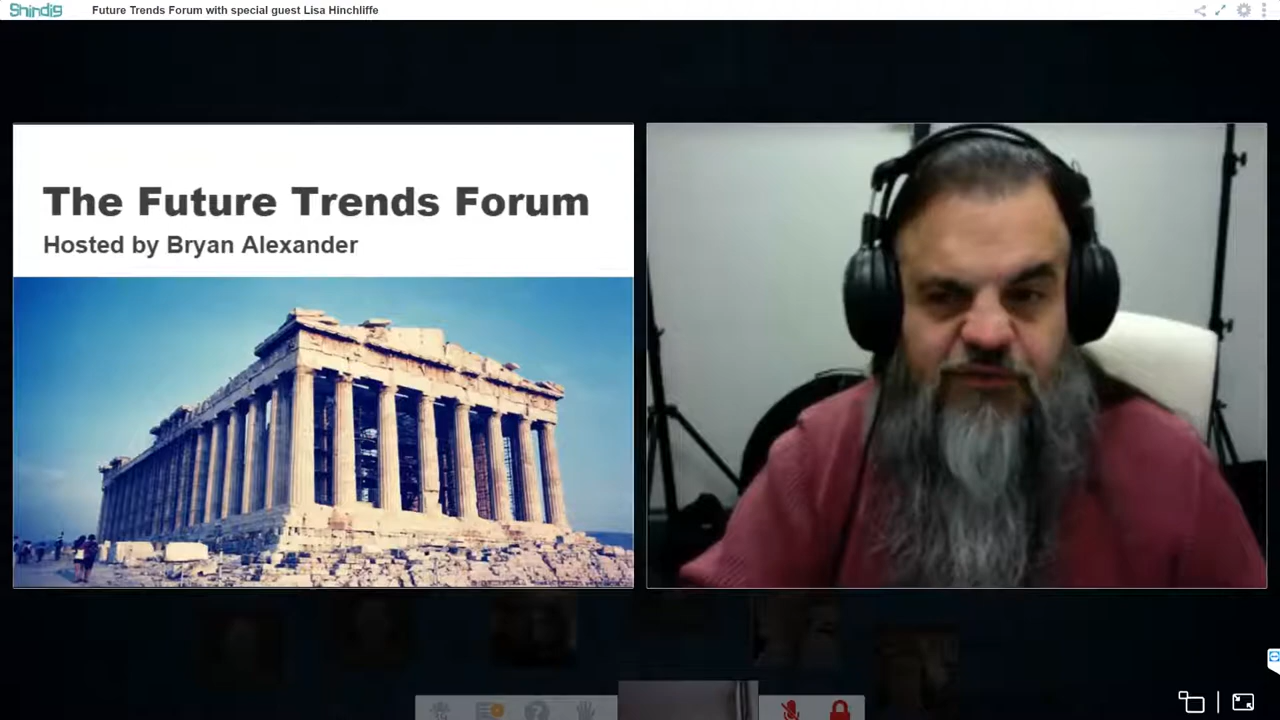 Shindig
Future Trends Forum with special guest Lisa Hinchliffe
The Future Trends Forum
Hosted by Bryan Alexander